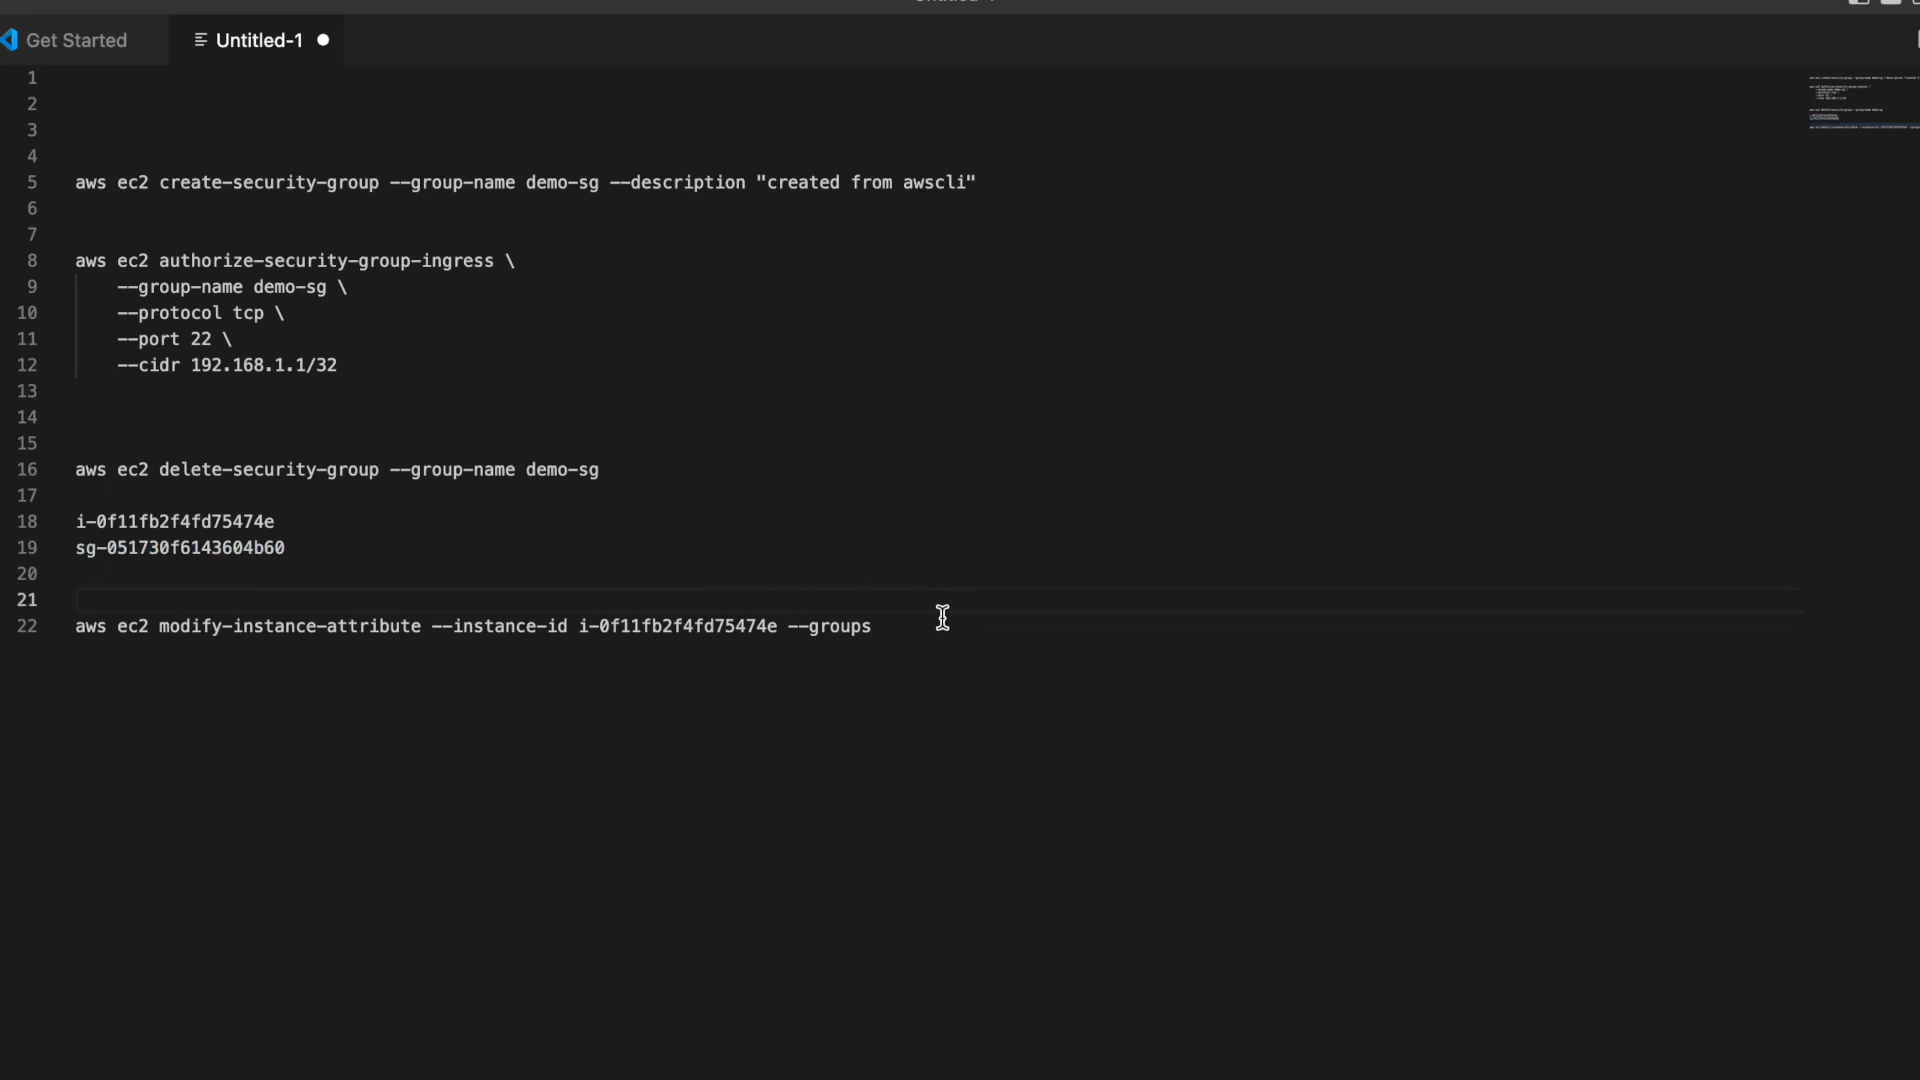 Get Started
Untitled-1
1
2
3
4
5 aws ec2 create-security-group --group-name demo-sg --description "created from awscli"
6
7
8 aws ec2 authorize-security-group-ingress \
9 --group-name demo-sg \
10 --protocol tcp \
11 --port 22 \
12 --cidr 192.168.1.1/32
13
14
15
16 aws ec2 delete-security-group --group-name demo-sg
17
18 i-0f11fb2f4fd75474e
19 sg-051730f6143604b60
20
21
22 aws ec2 modify-instance-attribute --instance-id i-0f11fb2f4fd75474e --groups